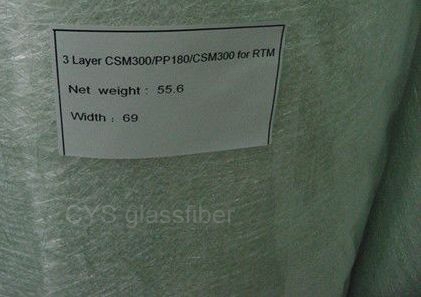 3 Layer CSM300/PP180/CSM300 for RTM
Net weight : 55.6
Width : 69
CYS glassfiber